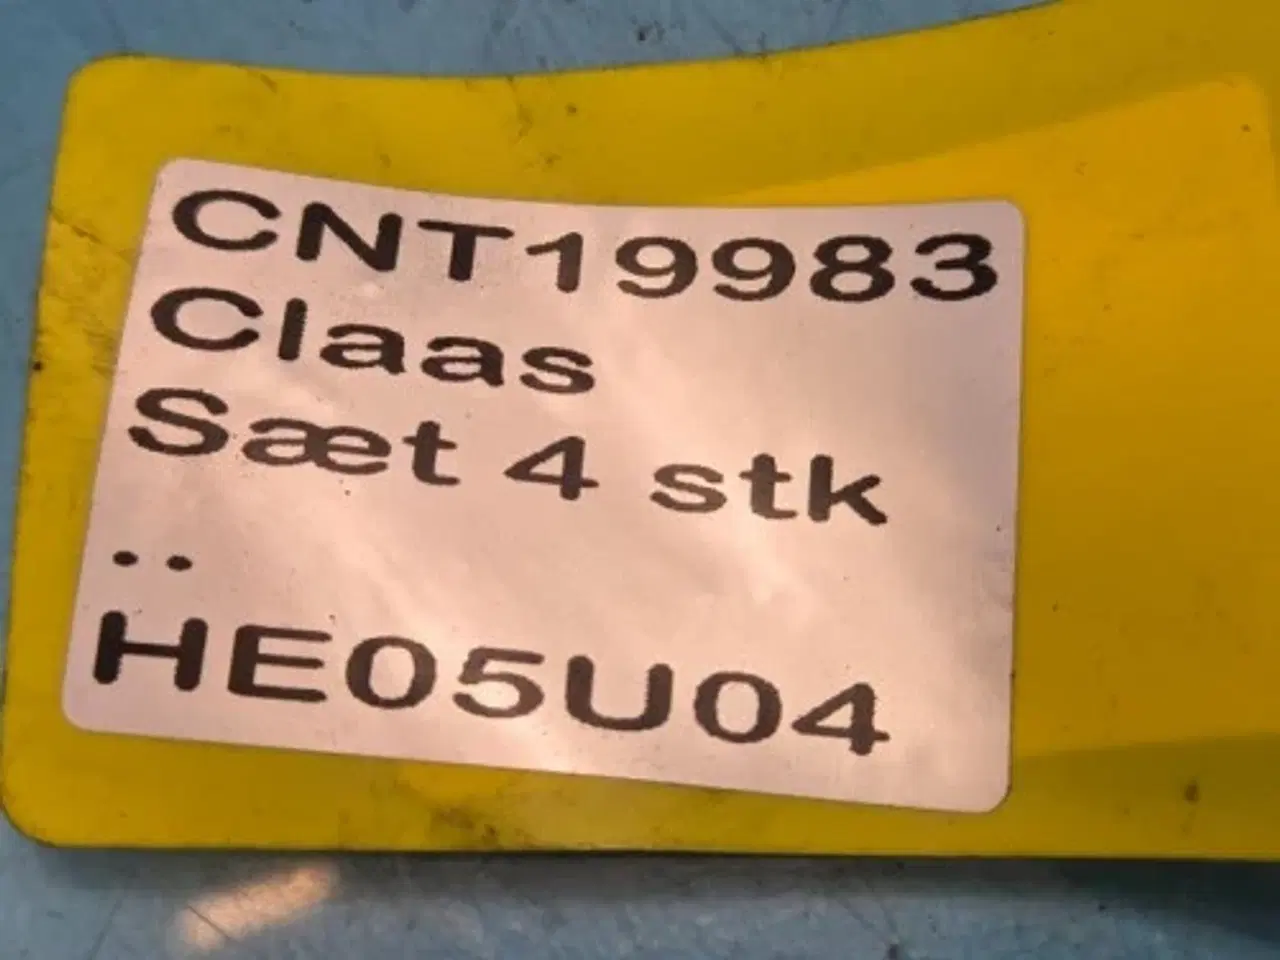 CNT19983
Claas
Sæt 4 stk
..
HE05U04